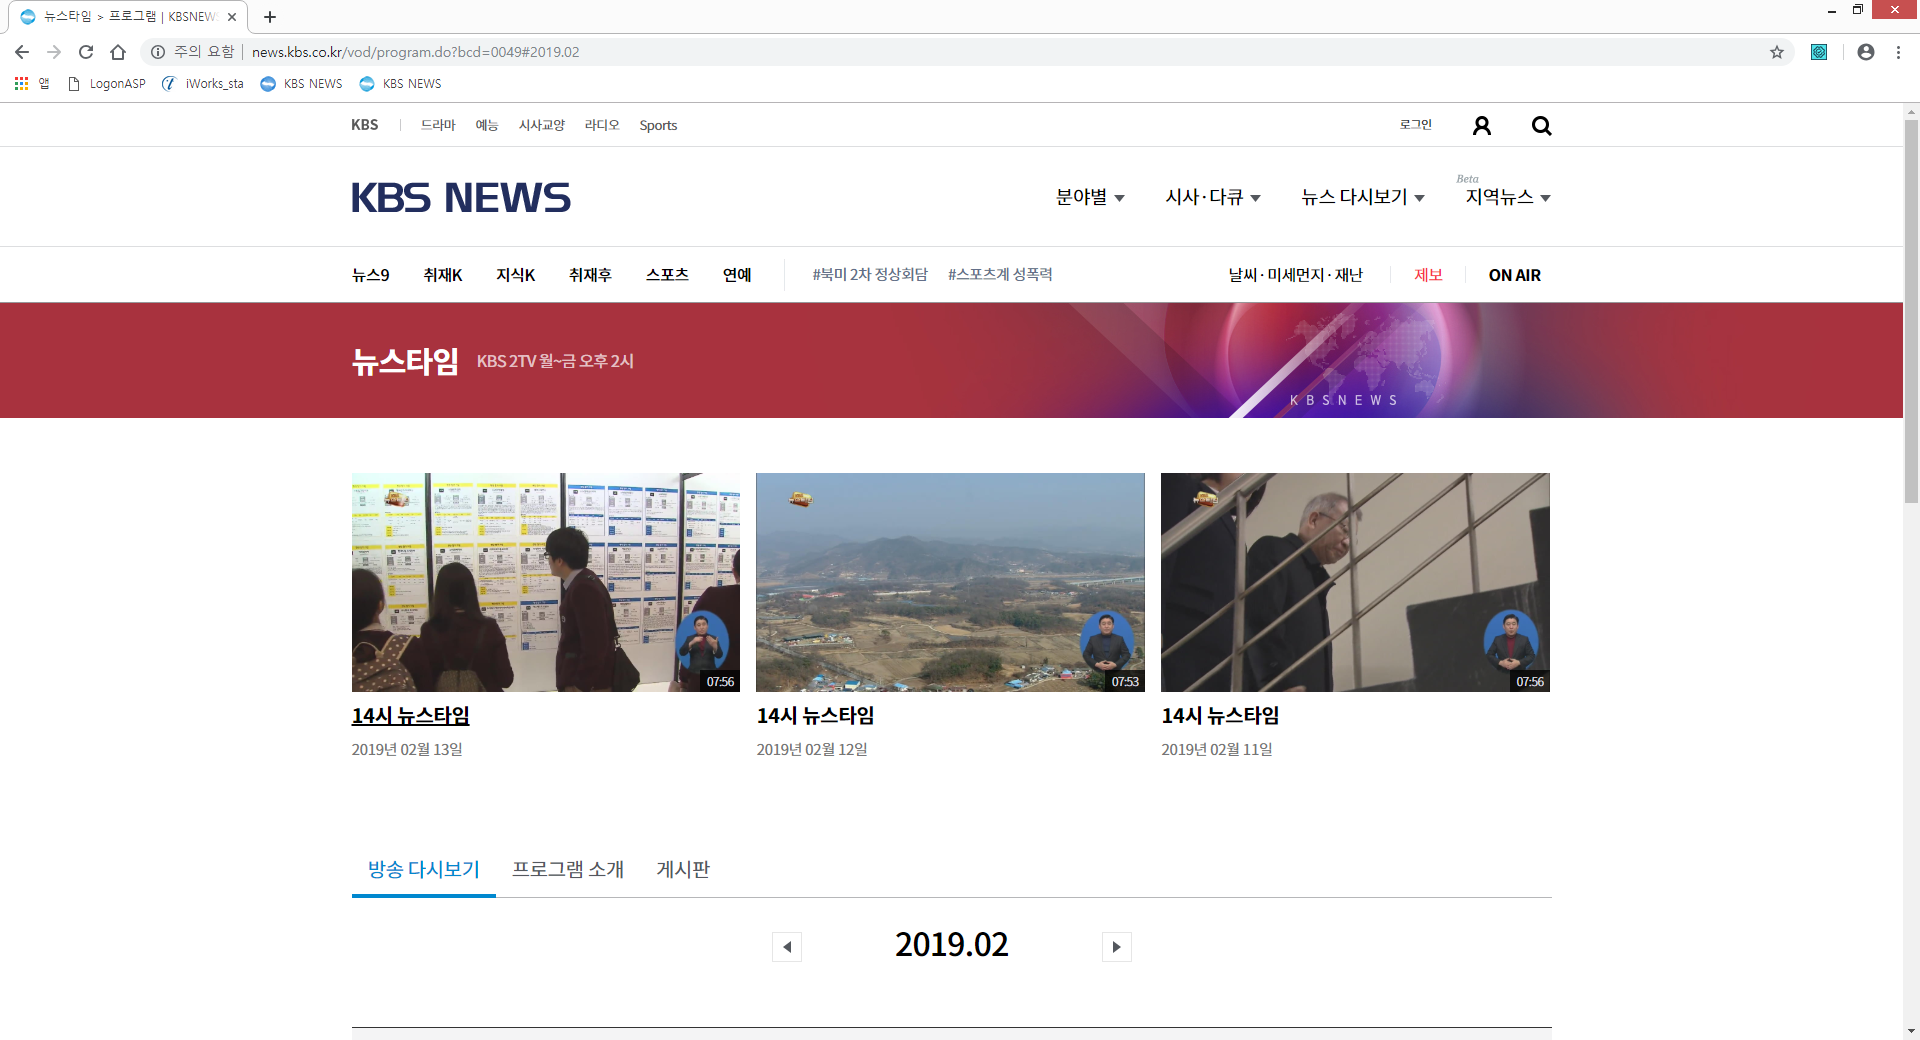 뉴스타임 > 프로그램 | KBSNEWS
주의 요함 | news.kbs.co.kr/vod/program.do?bcd=0049#2019.02
앱 LogonASP iWorks_sta KBS NEWS KBS NEWS
KBS 드라마 예능 시사교양 라디오 Sports 로그인
KBS NEWS
분야별 시사·다큐 뉴스 다시보기 Beta 지역뉴스
뉴스9 취재K 지식K 취재후 스포츠 연예 #북미 2차 정상회담 #스포츠계 성폭력 날씨·미세먼지·재난 제보 ON AIR
뉴스타임 KBS 2TV 월~금 오후 2시
KBSNEWS
07:56 07:53 07:56
14시 뉴스타임 14시 뉴스타임 14시 뉴스타임
2019년 02월 13일 2019년 02월 12일 2019년 02월 11일
방송 다시보기 프로그램 소개 게시판
2019.02